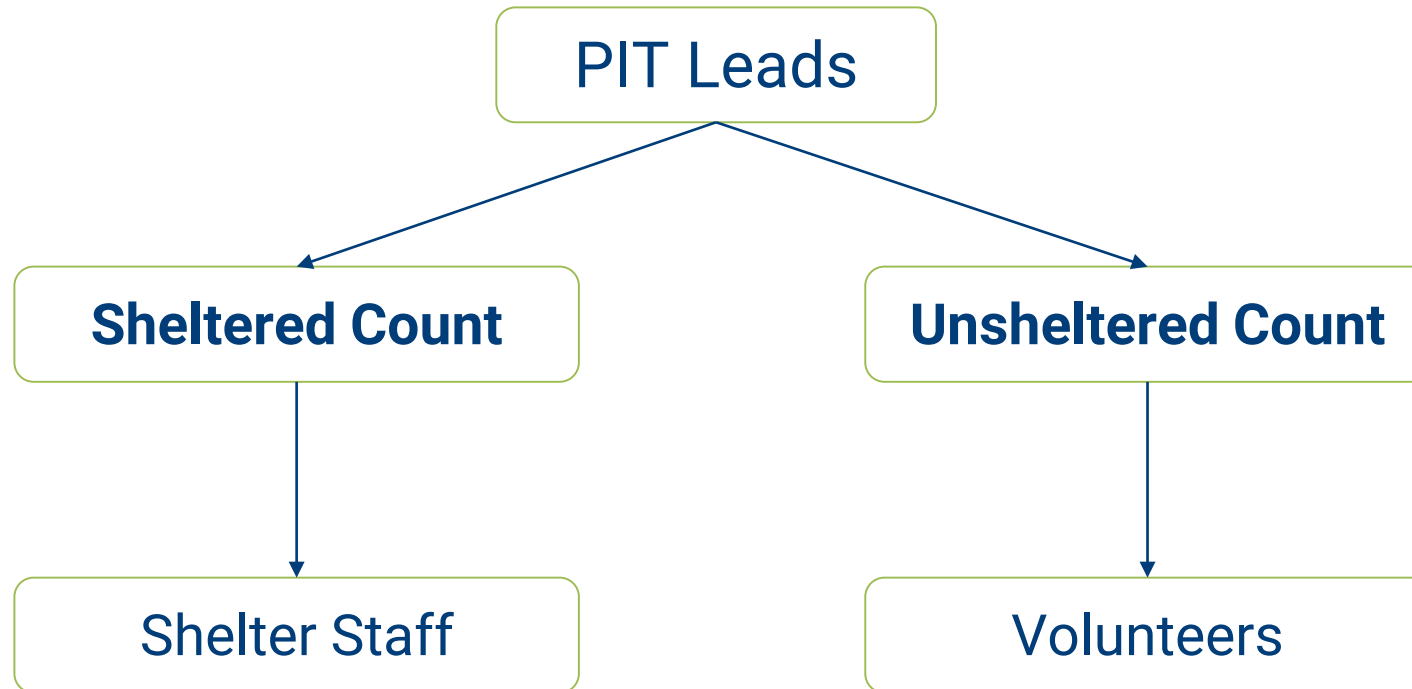 PIT Leads
Sheltered Count
Unsheltered Count
Shelter Staff
Volunteers